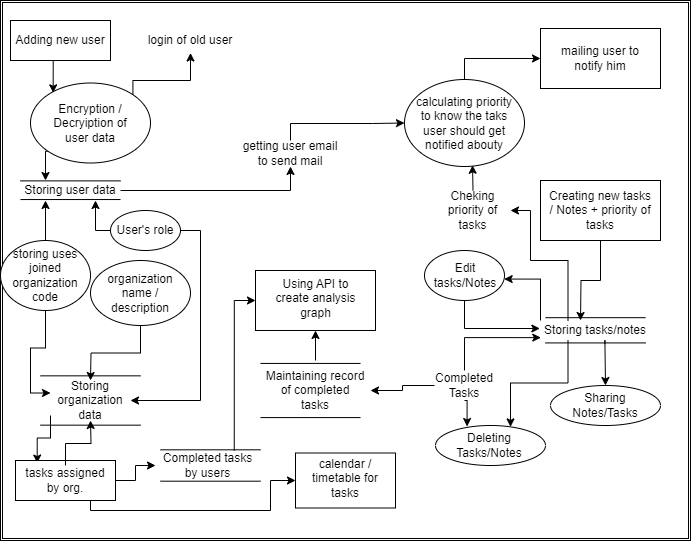 Adding new user
login of old user
mailing user to
notify him
Encryption /
Decryiption of
user data
calculating priority
to know the taks
user should get
notified abouty
getting user email
to send mail
Storing user data
Cheking
priority of
tasks
Creating new tasks
/ Notes + priority of
tasks
User's role
storing uses
joined
organization
code
organization
name /
description
Edit
tasks/Notes
Using API to
create analysis
graph
Storing tasks/notes
Storing
organization
data
Maintaining record
of completed
tasks
Completed
Tasks
Sharing
Notes/Tasks
Deleting
Tasks/Notes
tasks assigned
by org.
Completed tasks
by users
calendar /
timetable for
tasks